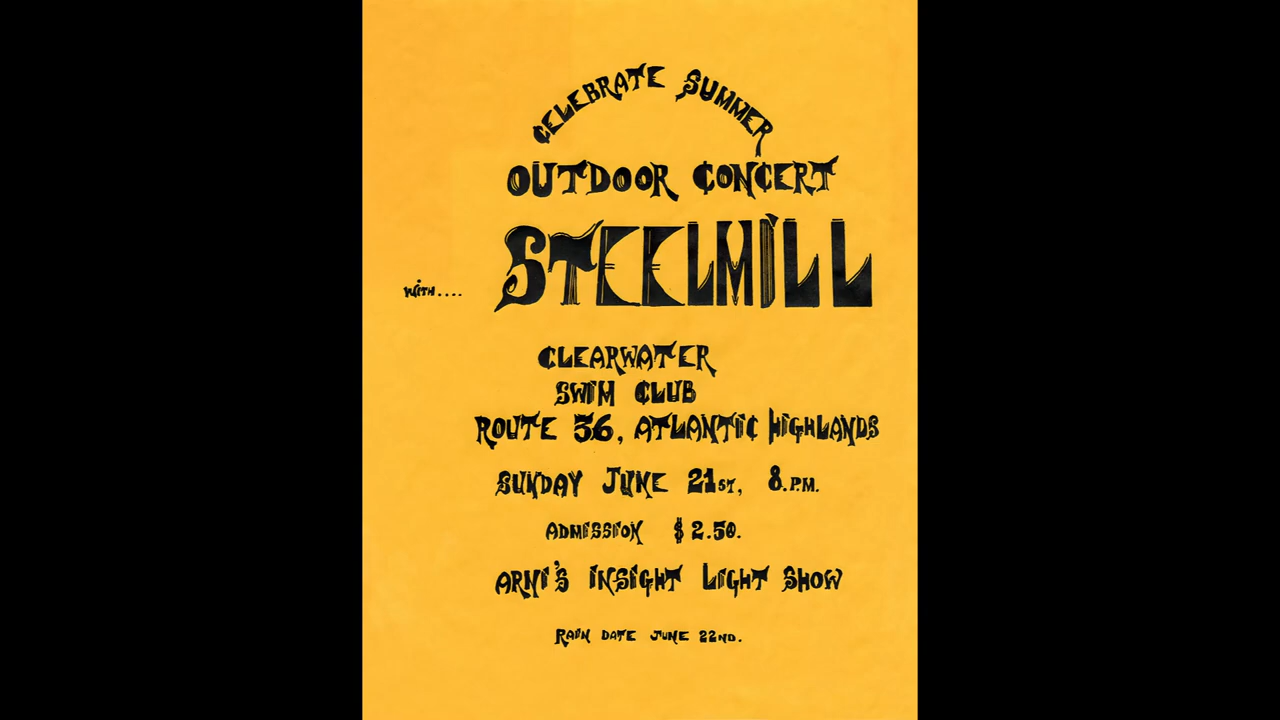 CELEBRATE SUMMER
OUTDOOR CONCERT
WITH.... STEELMILL
CLEARWATER
SWIM CLUB
ROUTE 36, ATLANTIC HIGHLANDS
SUNDAY JUNE 21ST, 8.P.M.
ADMISSION $2.50.
ARNI'S INSIGHT LIGHT SHOW
RAIN DATE JUNE 22ND.